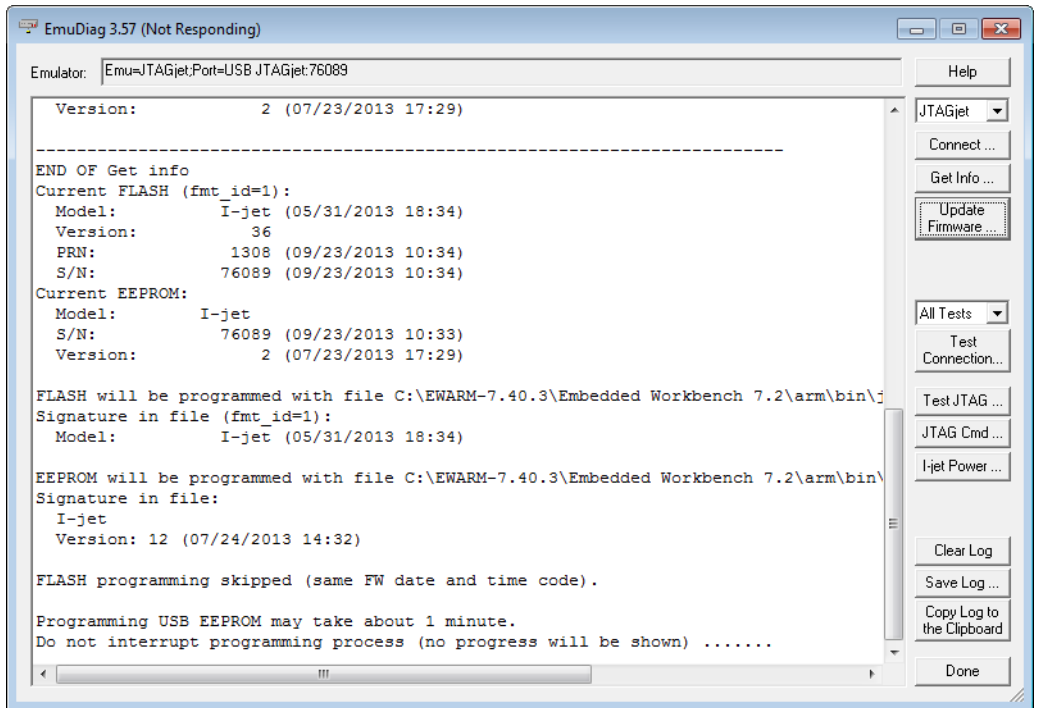 EmuDiag 3.57 (Not Responding)
Emulator: Emu=JTAGjet;Port=USB JTAGjet:76089
Help
  Version:             2 (07/23/2013 17:29)
---------------------------------------------------------------------------
END OF Get info
Current FLASH (fmt_id=1):
  Model:          I-jet (05/31/2013 18:34)
  Version:            36
  PRN:              1308 (09/23/2013 10:34)
  S/N:             76089 (09/23/2013 10:34)
Current EEPROM:
  Model:        I-jet
  S/N:             76089 (09/23/2013 10:33)
  Version:             2 (07/23/2013 17:29)
FLASH will be programmed with file C:\EWARM-7.40.3\Embedded Workbench 7.2\arm\bin\j
Signature in file (fmt_id=1):
  Model:          I-jet (05/31/2013 18:34)
EEPROM will be programmed with file C:\EWARM-7.40.3\Embedded Workbench 7.2\arm\bin\
Signature in file:
  I-jet
  Version: 12 (07/24/2013 14:32)
FLASH programming skipped (same FW date and time code).
Programming USB EEPROM may take about 1 minute.
Do not interrupt programming process (no progress will be shown) .......
JTAGjet
Connect ...
Get Info ...
Update
Firmware ...
All Tests
Test
Connection...
Test JTAG ...
JTAG Cmd ...
I-jet Power ...
Clear Log
Save Log ...
Copy Log to
the Clipboard
Done